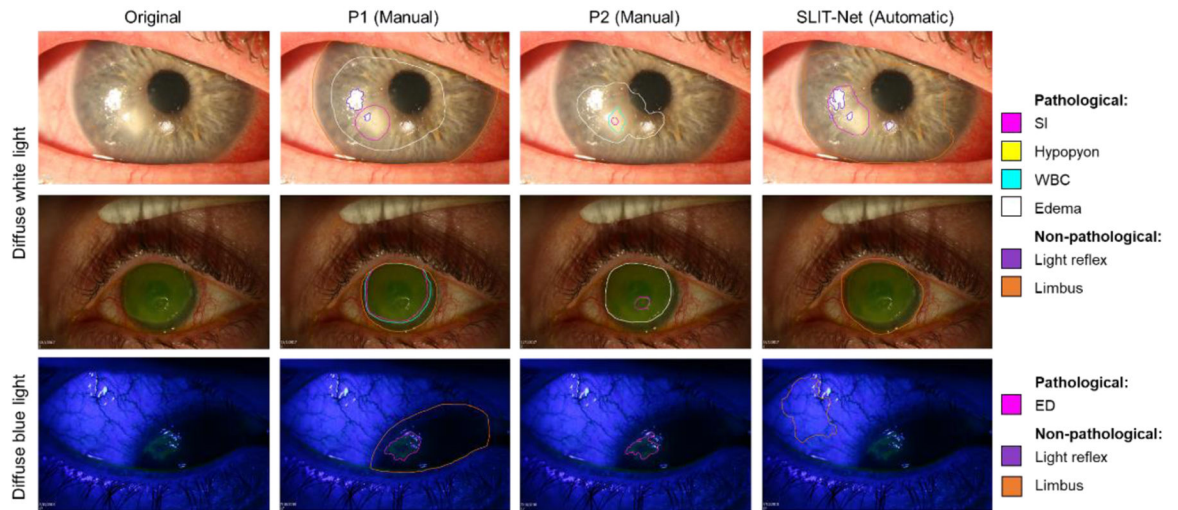 Original
P1 (Manual)
P2 (Manual)
SLIT-Net (Automatic)
Diffuse white light
Pathological:
SI
Hypopyon
WBC
Edema
Non-pathological:
Light reflex
Limbus
Diffuse blue light
Pathological:
ED
Non-pathological:
Light reflex
Limbus